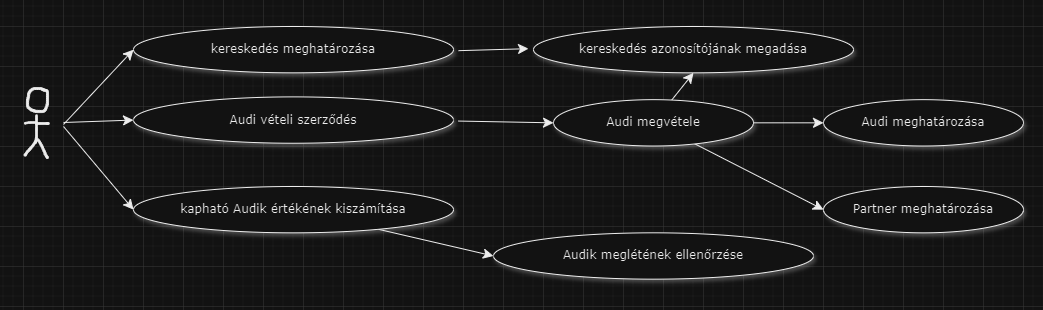 kereskedés meghatározása
kereskedés azonosítójának megadása
Audi vételi szerződés
Audi megvétele
Audi meghatározása
kapható Audik értékének kiszámítása
Partner meghatározása
Audik meglétének ellenőrzése